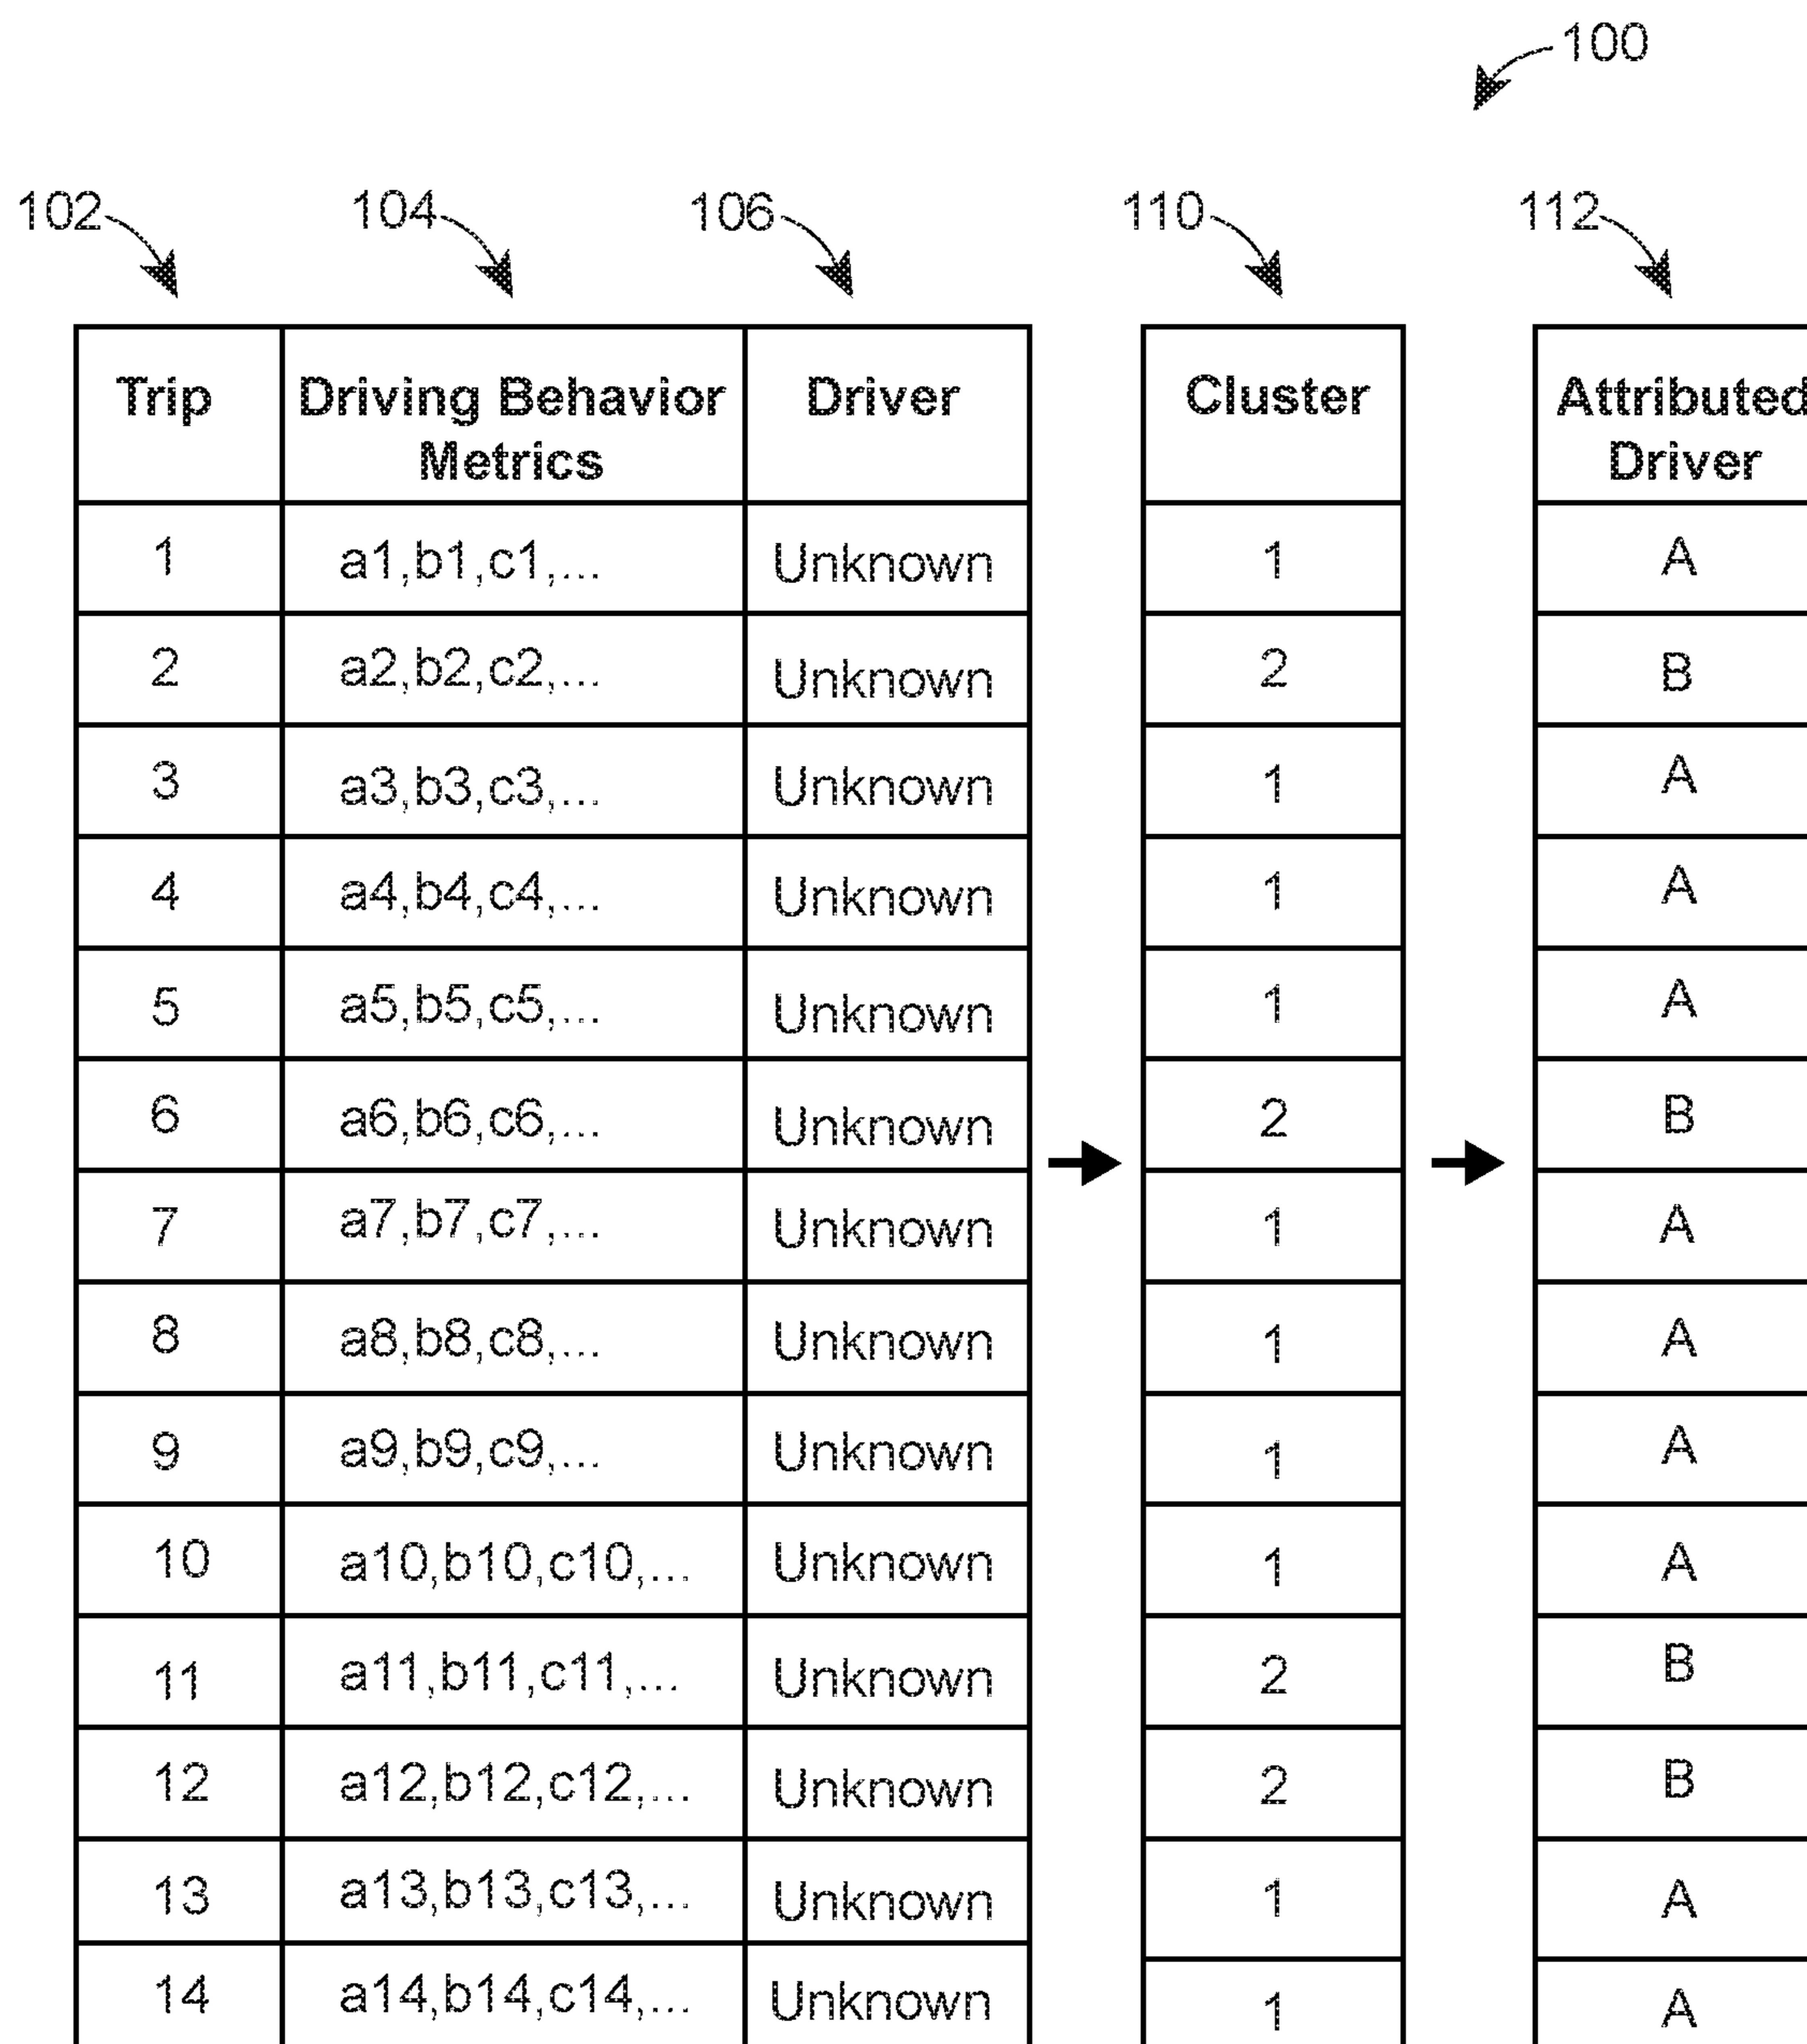 100
102 104 106 110 112
Trip Driving Behavior Driver Cluster Attributed
Metrics Driver
1 a1,b1,c1,... Unknown 1 A
2 a2,b2,c2,... Unknown 2 B
3 a3,b3,c3,... Unknown 1 A
4 a4,b4,c4,... Unknown 1 A
5 a5,b5,c5,... Unknown 1 A
6 a6,b6,c6,... Unknown 2 B
7 a7,b7,c7,... Unknown 1 A
8 a8,b8,c8,... Unknown 1 A
9 a9,b9,c9,... Unknown 1 A
10 a10,b10,c10,... Unknown 1 A
11 a11,b11,c11,... Unknown 2 B
12 a12,b12,c12,... Unknown 2 B
13 a13,b13,c13,... Unknown 1 A
14 a14,b14,c14,... Unknown 1 A